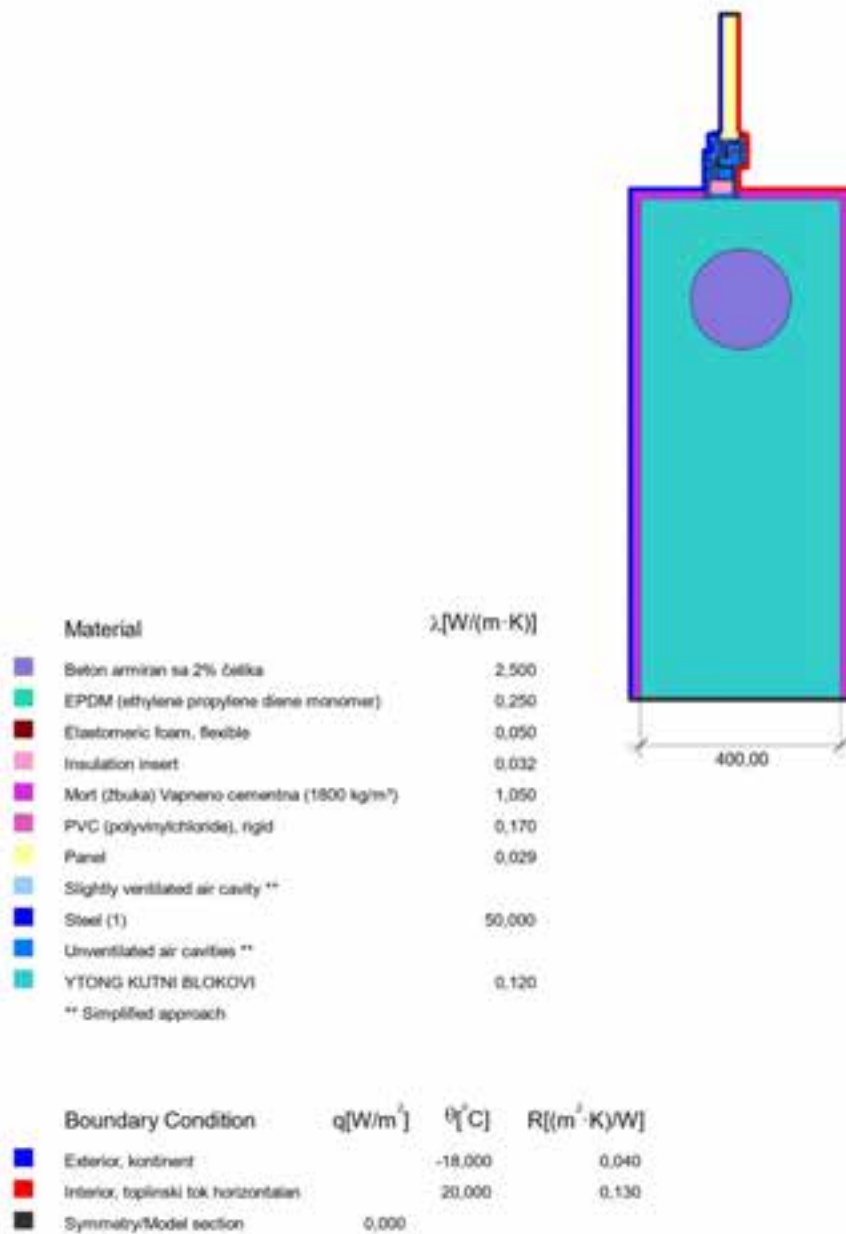 400,00
Material λ[W/(m·K)]
Beton armiran sa 2% čelika 2,500
EPDM (ethylene propylene diene monomer) 0,250
Elastomeric foam, flexible 0,050
Insulation insert 0,032
Mort (žbuka) Vapneno cementna (1800 kg/m³) 1,050
PVC (polyvinylchloride), rigid 0,170
Panel 0,029
Slightly ventilated air cavity **
Steel (1) 50,000
Unventilated air cavities **
YTONG KUTNI BLOKOVI 0,120
** Simplified approach
Boundary Condition q[W/m²] θ[°C] R[(m²·K)/W]
Exterior, kontinent -18,000 0,040
Interior, toplinski tok horizontalan 20,000 0,130
Symmetry/Model section 0,000